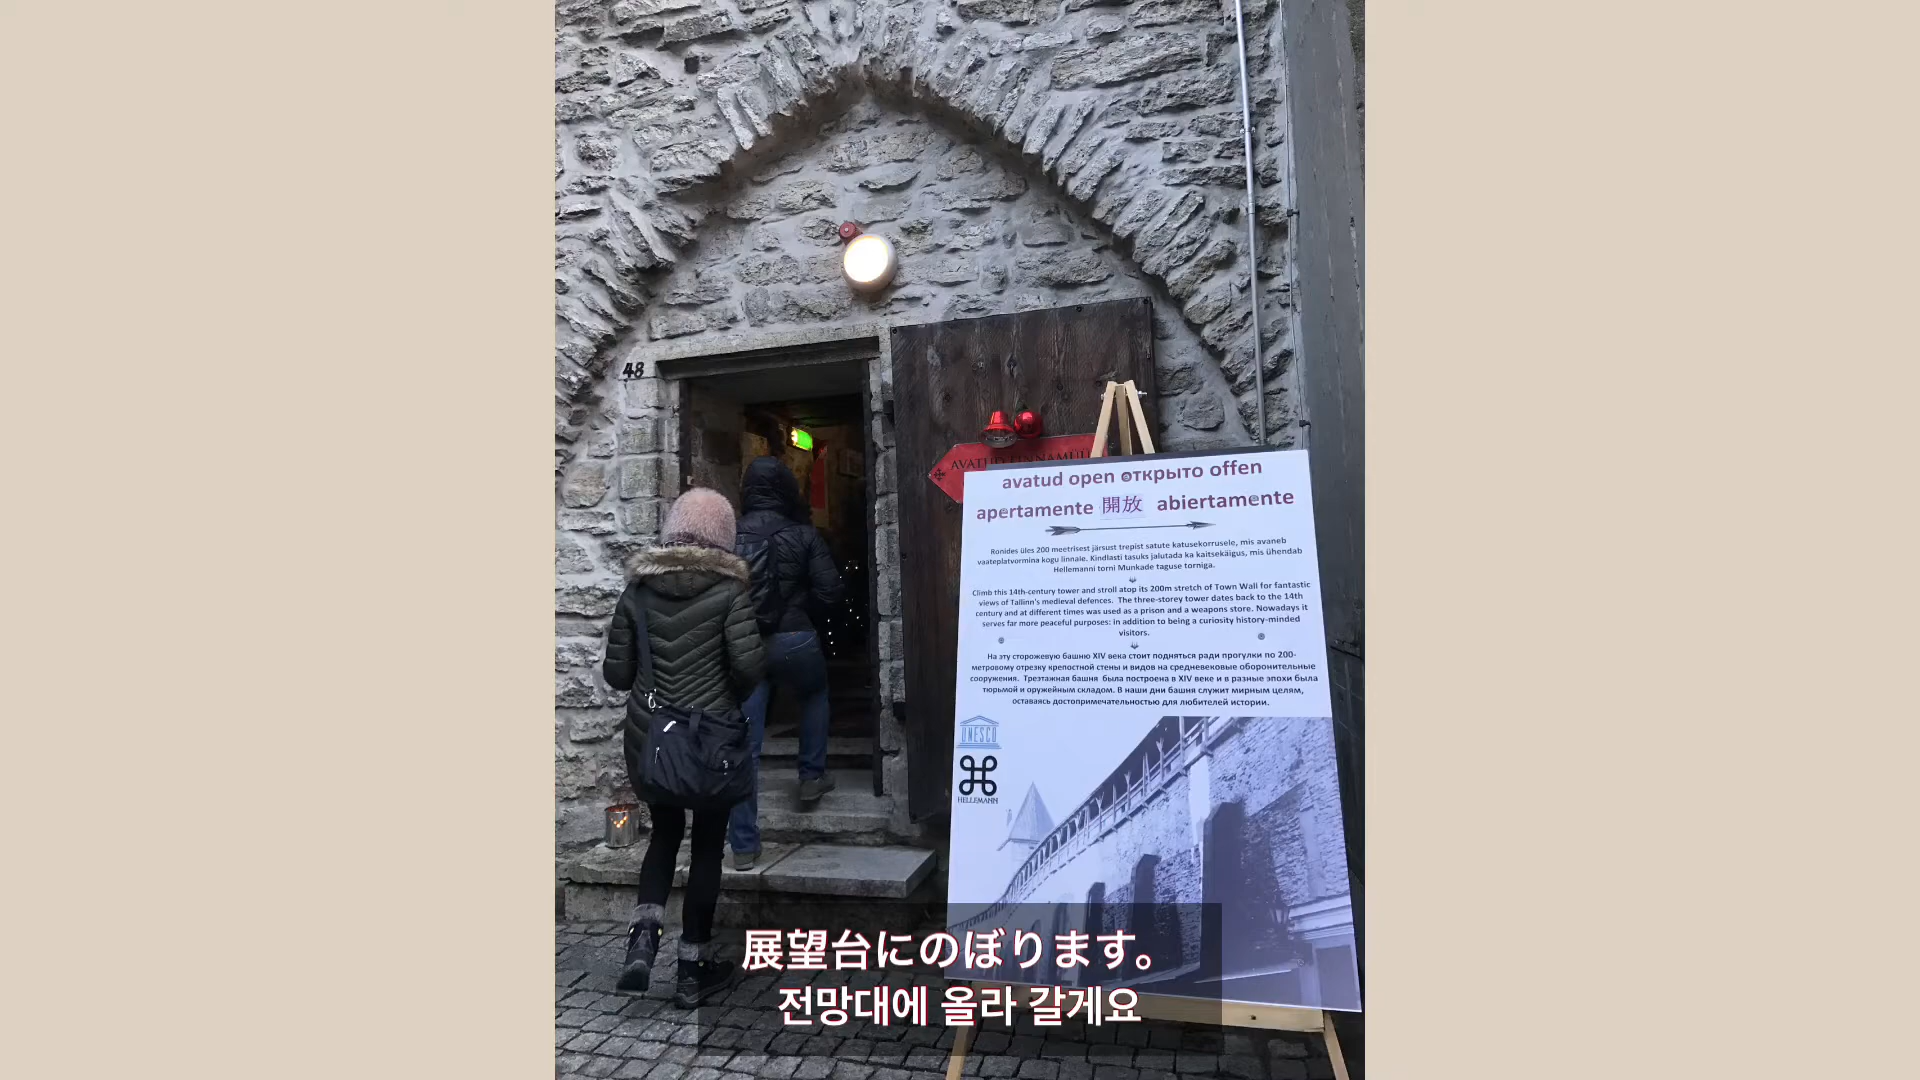 48
AVATUD LINNAMÜÜ
avatud open открыто offen
apertamente 開放 abiertamente
Ronides üles 200 meetrisest järsust trepist satute katusekorrusele, mis avaneb
vaateplatvormina kogu linnale. Kindlasti tasuks jalutada ka kaitsekäigus, mis ühendab
Hellemanni torni Munkade taguse torniga.
Climb this 14th-century tower and stroll atop its 200m stretch of Town Wall for fantastic
views of Tallinn's medieval defences. The three-storey tower dates back to the 14th
century and at different times was used as a prison and a weapons store. Nowadays it
serves far more peaceful purposes: in addition to being a curiosity history-minded
visitors.
На эту сторожевую башню XIV века стоит подняться ради прогулки по 200-
метровому отрезку крепостной стены и видов на средневековые оборонительные
сооружения. Трехэтажная башня была построена в XIV веке и в разные эпохи была
тюрьмой и оружейным складом. В наши дни башня служит мирным целям,
оставаясь достопримечательностью для любителей истории.
UNESCO
HELLEMANN
展望台にのぼります。
전망대에 올라 갈게요